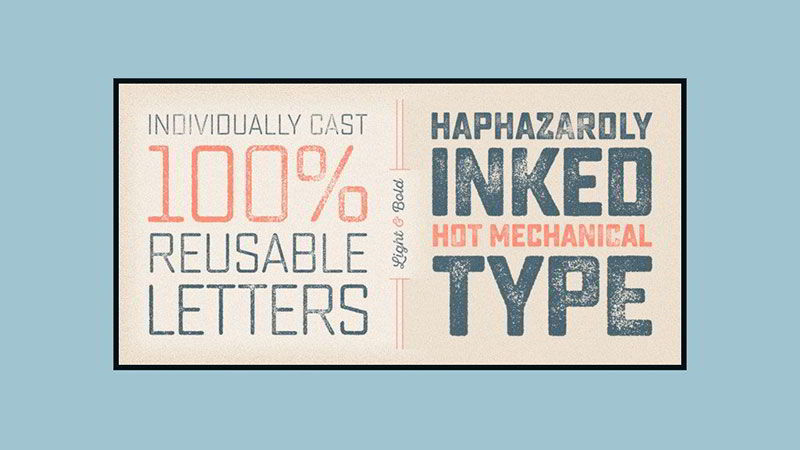 INDIVIDUALLY CAST
100%
REUSABLE
LETTERS
Light & Bold
HAPHAZARDLY
INKED
HOT MECHANICAL
TYPE